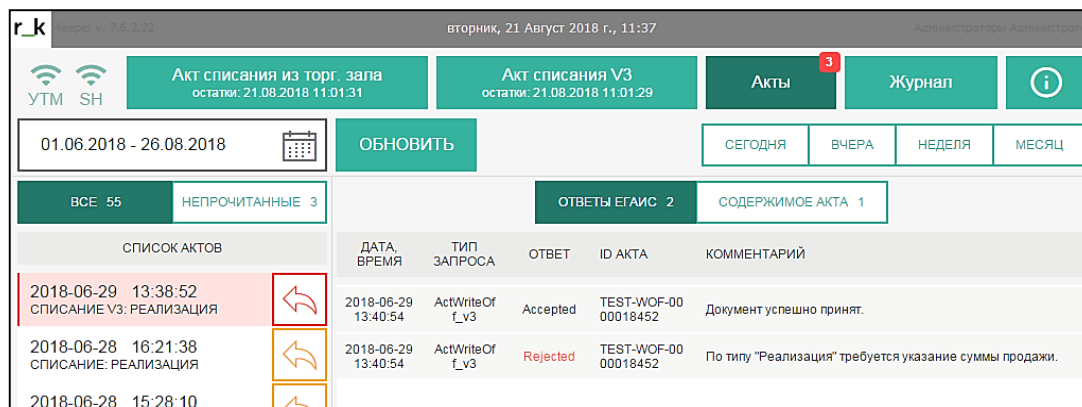 r_k keeper v. 7.6.2.22 вторник, 21 Август 2018 г., 11:37 Администраторы Администрато
УТМ SH
Акт списания из торг. зала
остатки: 21.08.2018 11:01:31
Акт списания V3
остатки: 21.08.2018 11:01:29
Акты 3
Журнал
01.06.2018 - 26.08.2018
ОБНОВИТЬ
СЕГОДНЯ ВЧЕРА НЕДЕЛЯ МЕСЯЦ
ВСЕ 55 НЕПРОЧИТАННЫЕ 3
ОТВЕТЫ ЕГАИС 2 СОДЕРЖИМОЕ АКТА 1
СПИСОК АКТОВ
2018-06-29 13:38:52
СПИСАНИЕ V3: РЕАЛИЗАЦИЯ
2018-06-28 16:21:38
СПИСАНИЕ: РЕАЛИЗАЦИЯ
2018-06-28 15:28:10
ДАТА,
ВРЕМЯ
ТИП
ЗАПРОСА
ОТВЕТ
ID АКТА
КОММЕНТАРИЙ
2018-06-29
13:40:54
ActWriteOf
f_v3
Accepted
TEST-WOF-00
00018452
Документ успешно принят.
2018-06-29
13:40:54
ActWriteOf
f_v3
Rejected
TEST-WOF-00
00018452
По типу "Реализация" требуется указание суммы продажи.